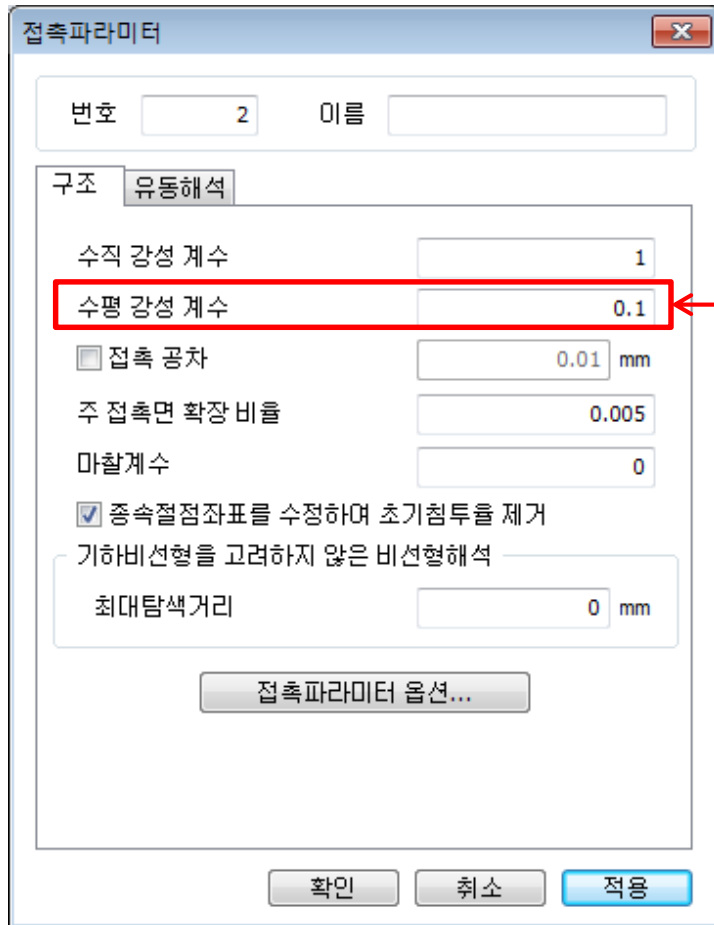 접촉파라미터
번호 2 이름
구조 유동해석
수직 강성 계수 1
수평 강성 계수 0.1
접촉 공차 0.01 mm
주 접촉면 확장 비율 0.005
마찰계수 0
종속절점좌표를 수정하여 초기침투율 제거
기하비선형을 고려하지 않은 비선형해석
최대탐색거리 0 mm
접촉파라미터 옵션...
확인 취소 적용